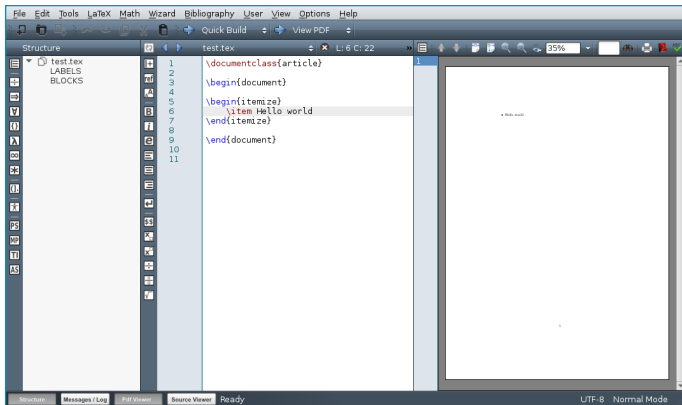 File Edit Tools LaTeX Math Wizard Bibliography User View Options Help
Quick Build View PDF
Structure test.tex L: 6 C: 22 35%
test.tex
LABELS
BLOCKS
1 \documentclass{article}
2
3 \begin{document}
4
5 \begin{itemize}
6 \item Hello world
7 \end{itemize}
8
9 \end{document}
10
11
1
• Hello world
Structure Messages / Log Pdf Viewer Source Viewer Ready UTF-8 Normal Mode